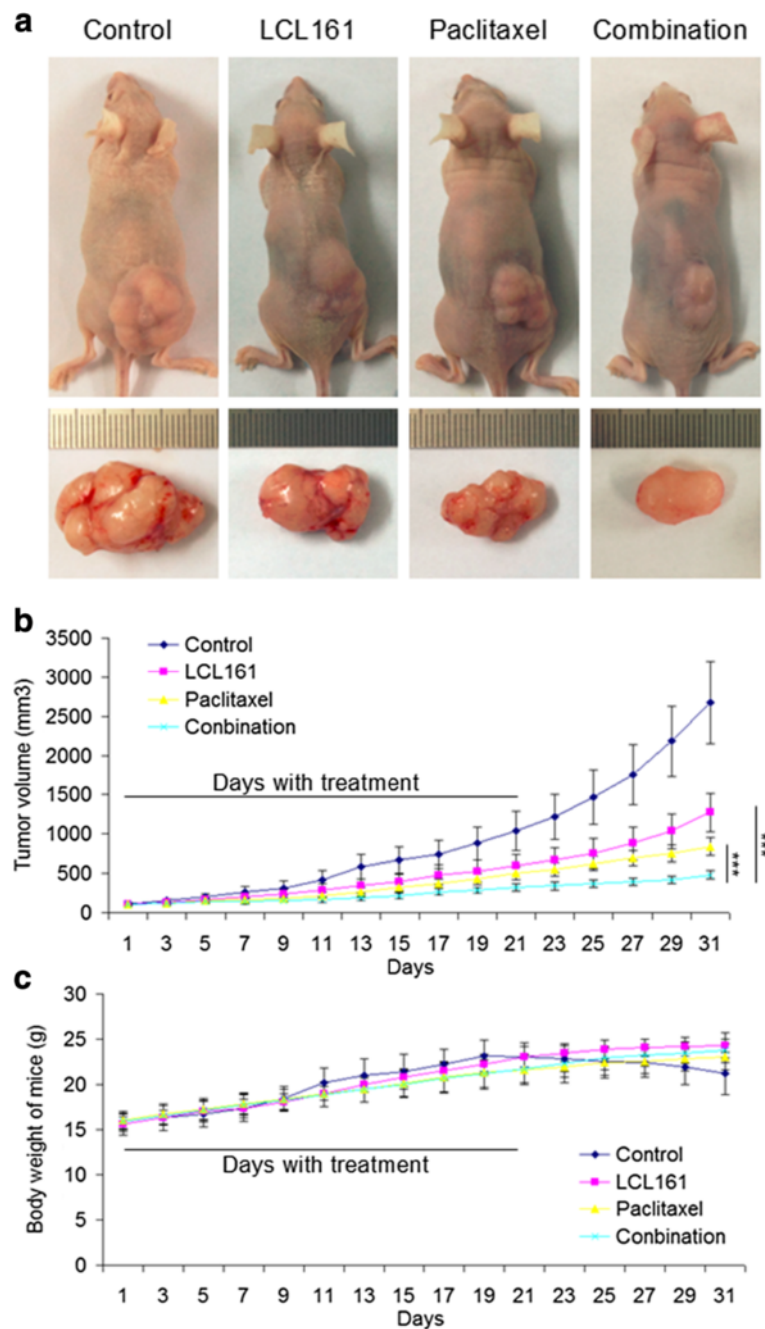 a
Control LCL161 Paclitaxel Combination
b
3500
3000
2500
2000
1500
1000
500
0
Tumor volume (mm3)
Control
LCL161
Paclitaxel
Conbination
Days with treatment
***
***
1 3 5 7 9 11 13 15 17 19 21 23 25 27 29 31
Days
c
30
25
20
15
10
5
0
Body weight of mice (g)
Days with treatment
Control
LCL161
Paclitaxel
Conbination
1 3 5 7 9 11 13 15 17 19 21 23 25 27 29 31
Days